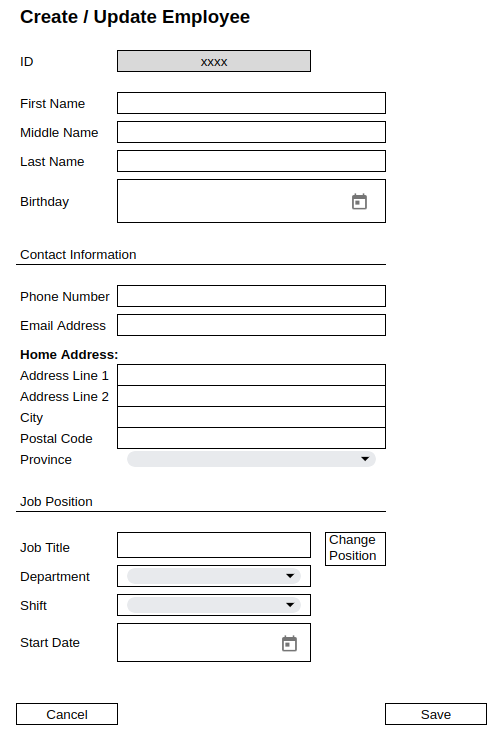 Create / Update Employee
ID xxxx
First Name
Middle Name
Last Name
Birthday
Contact Information
Phone Number
Email Address
Home Address:
Address Line 1
Address Line 2
City
Postal Code
Province
Job Position
Job Title
Change
Position
Department
Shift
Start Date
Cancel Save